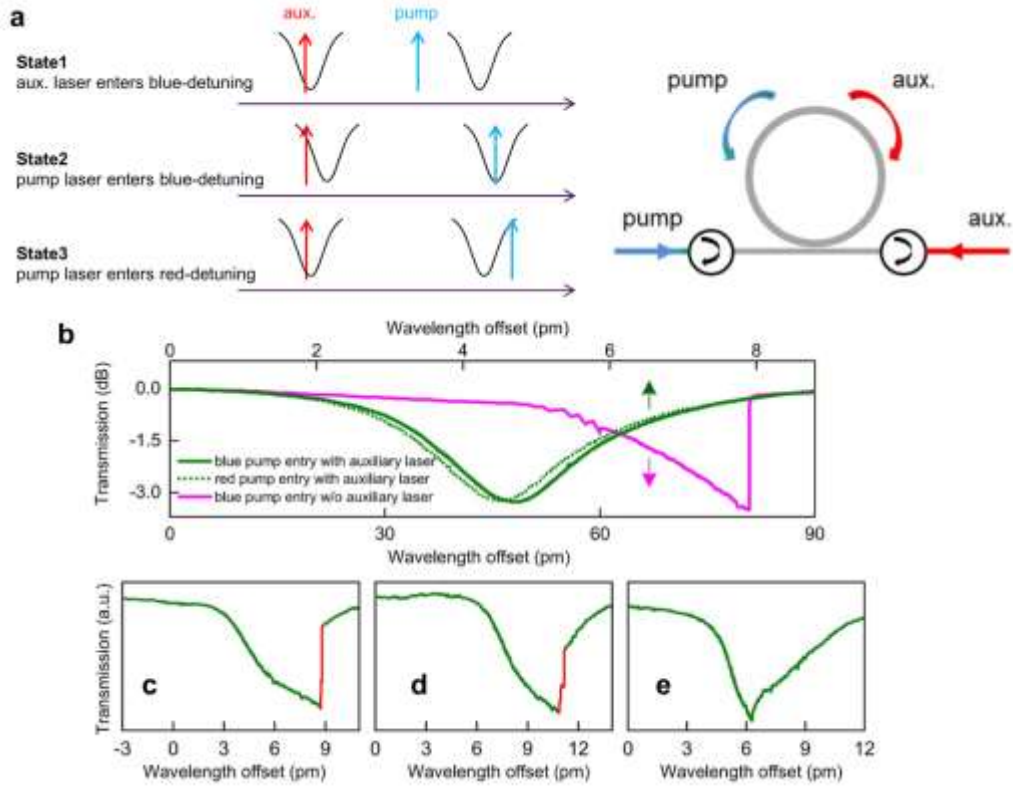 a
aux.
pump
State1
aux. laser enters blue-detuning
State2
pump laser enters blue-detuning
State3
pump laser enters red-detuning
pump
aux.
pump
aux.
b
Wavelength offset (pm)
0 2 4 6 8
Transmission (dB)
0.0
-1.5
-3.0
blue pump entry with auxiliary laser
red pump entry with auxiliary laser
blue pump entry w/o auxiliary laser
0 30 60 90
Wavelength offset (pm)
Transmission (a.u.)
c
-3 0 3 6 9
Wavelength offset (pm)
d
0 3 6 9 12
Wavelength offset (pm)
e
0 3 6 9 12
Wavelength offset (pm)